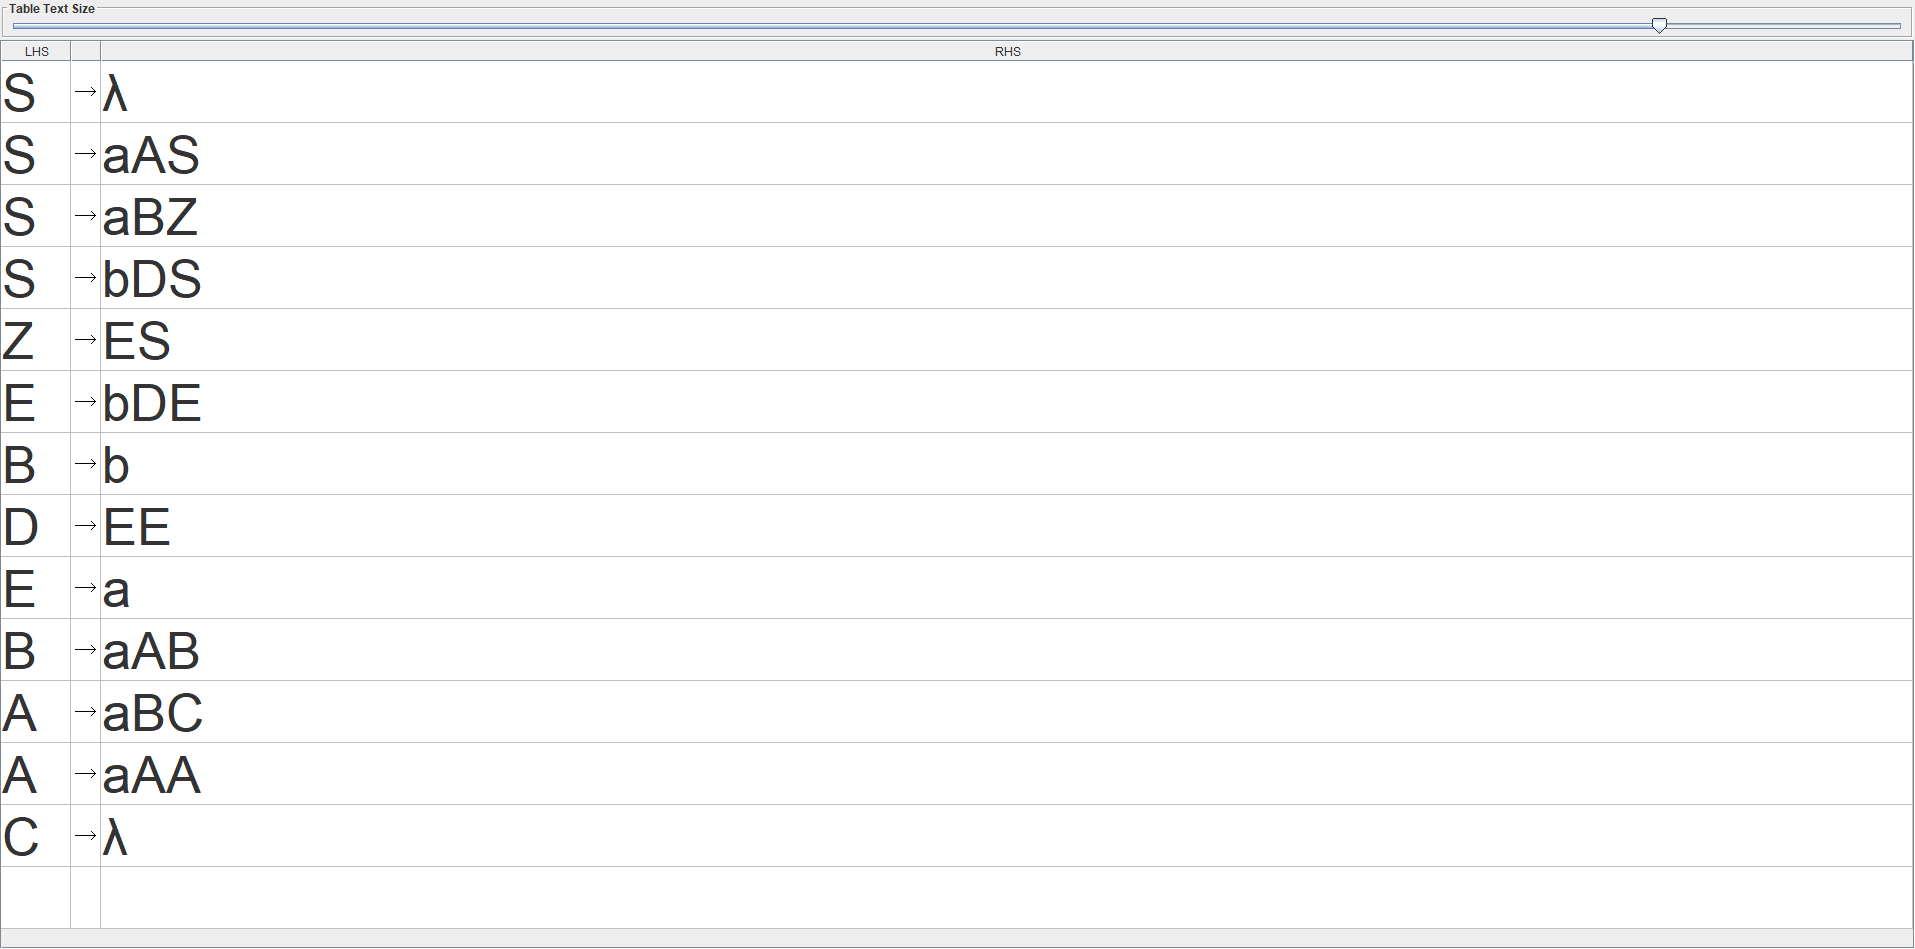 Table Text Size
LHS RHS
S → λ
S → aAS
S → aBZ
S → bDS
Z → ES
E → bDE
B → b
D → EE
E → a
B → aAB
A → aBC
A → aAA
C → λ